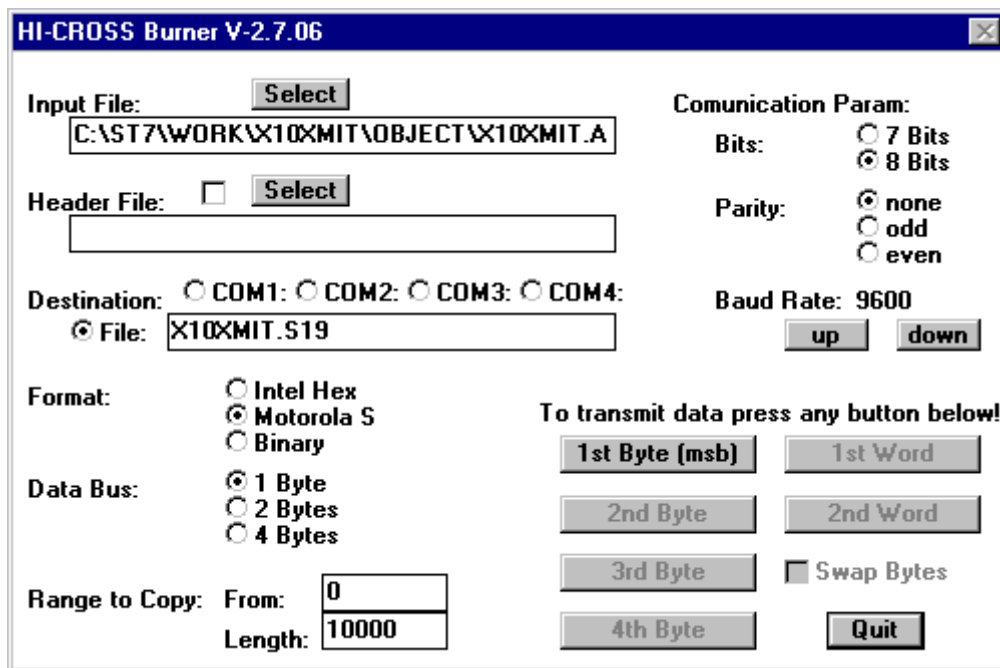 HI-CROSS Burner V-2.7.06
Input File: Select
C:\ST7\WORK\X10XMIT\OBJECT\X10XMIT.A
Header File: Select
Destination: COM1: COM2: COM3: COM4:
File: X10XMIT.S19
Format: Intel Hex
Motorola S
Binary
Data Bus: 1 Byte
2 Bytes
4 Bytes
Range to Copy: From: 0
Length: 10000
Comunication Param:
Bits: 7 Bits
8 Bits
Parity: none
odd
even
Baud Rate: 9600
up down
To transmit data press any button below!
1st Byte (msb) 1st Word
2nd Byte 2nd Word
3rd Byte Swap Bytes
4th Byte Quit